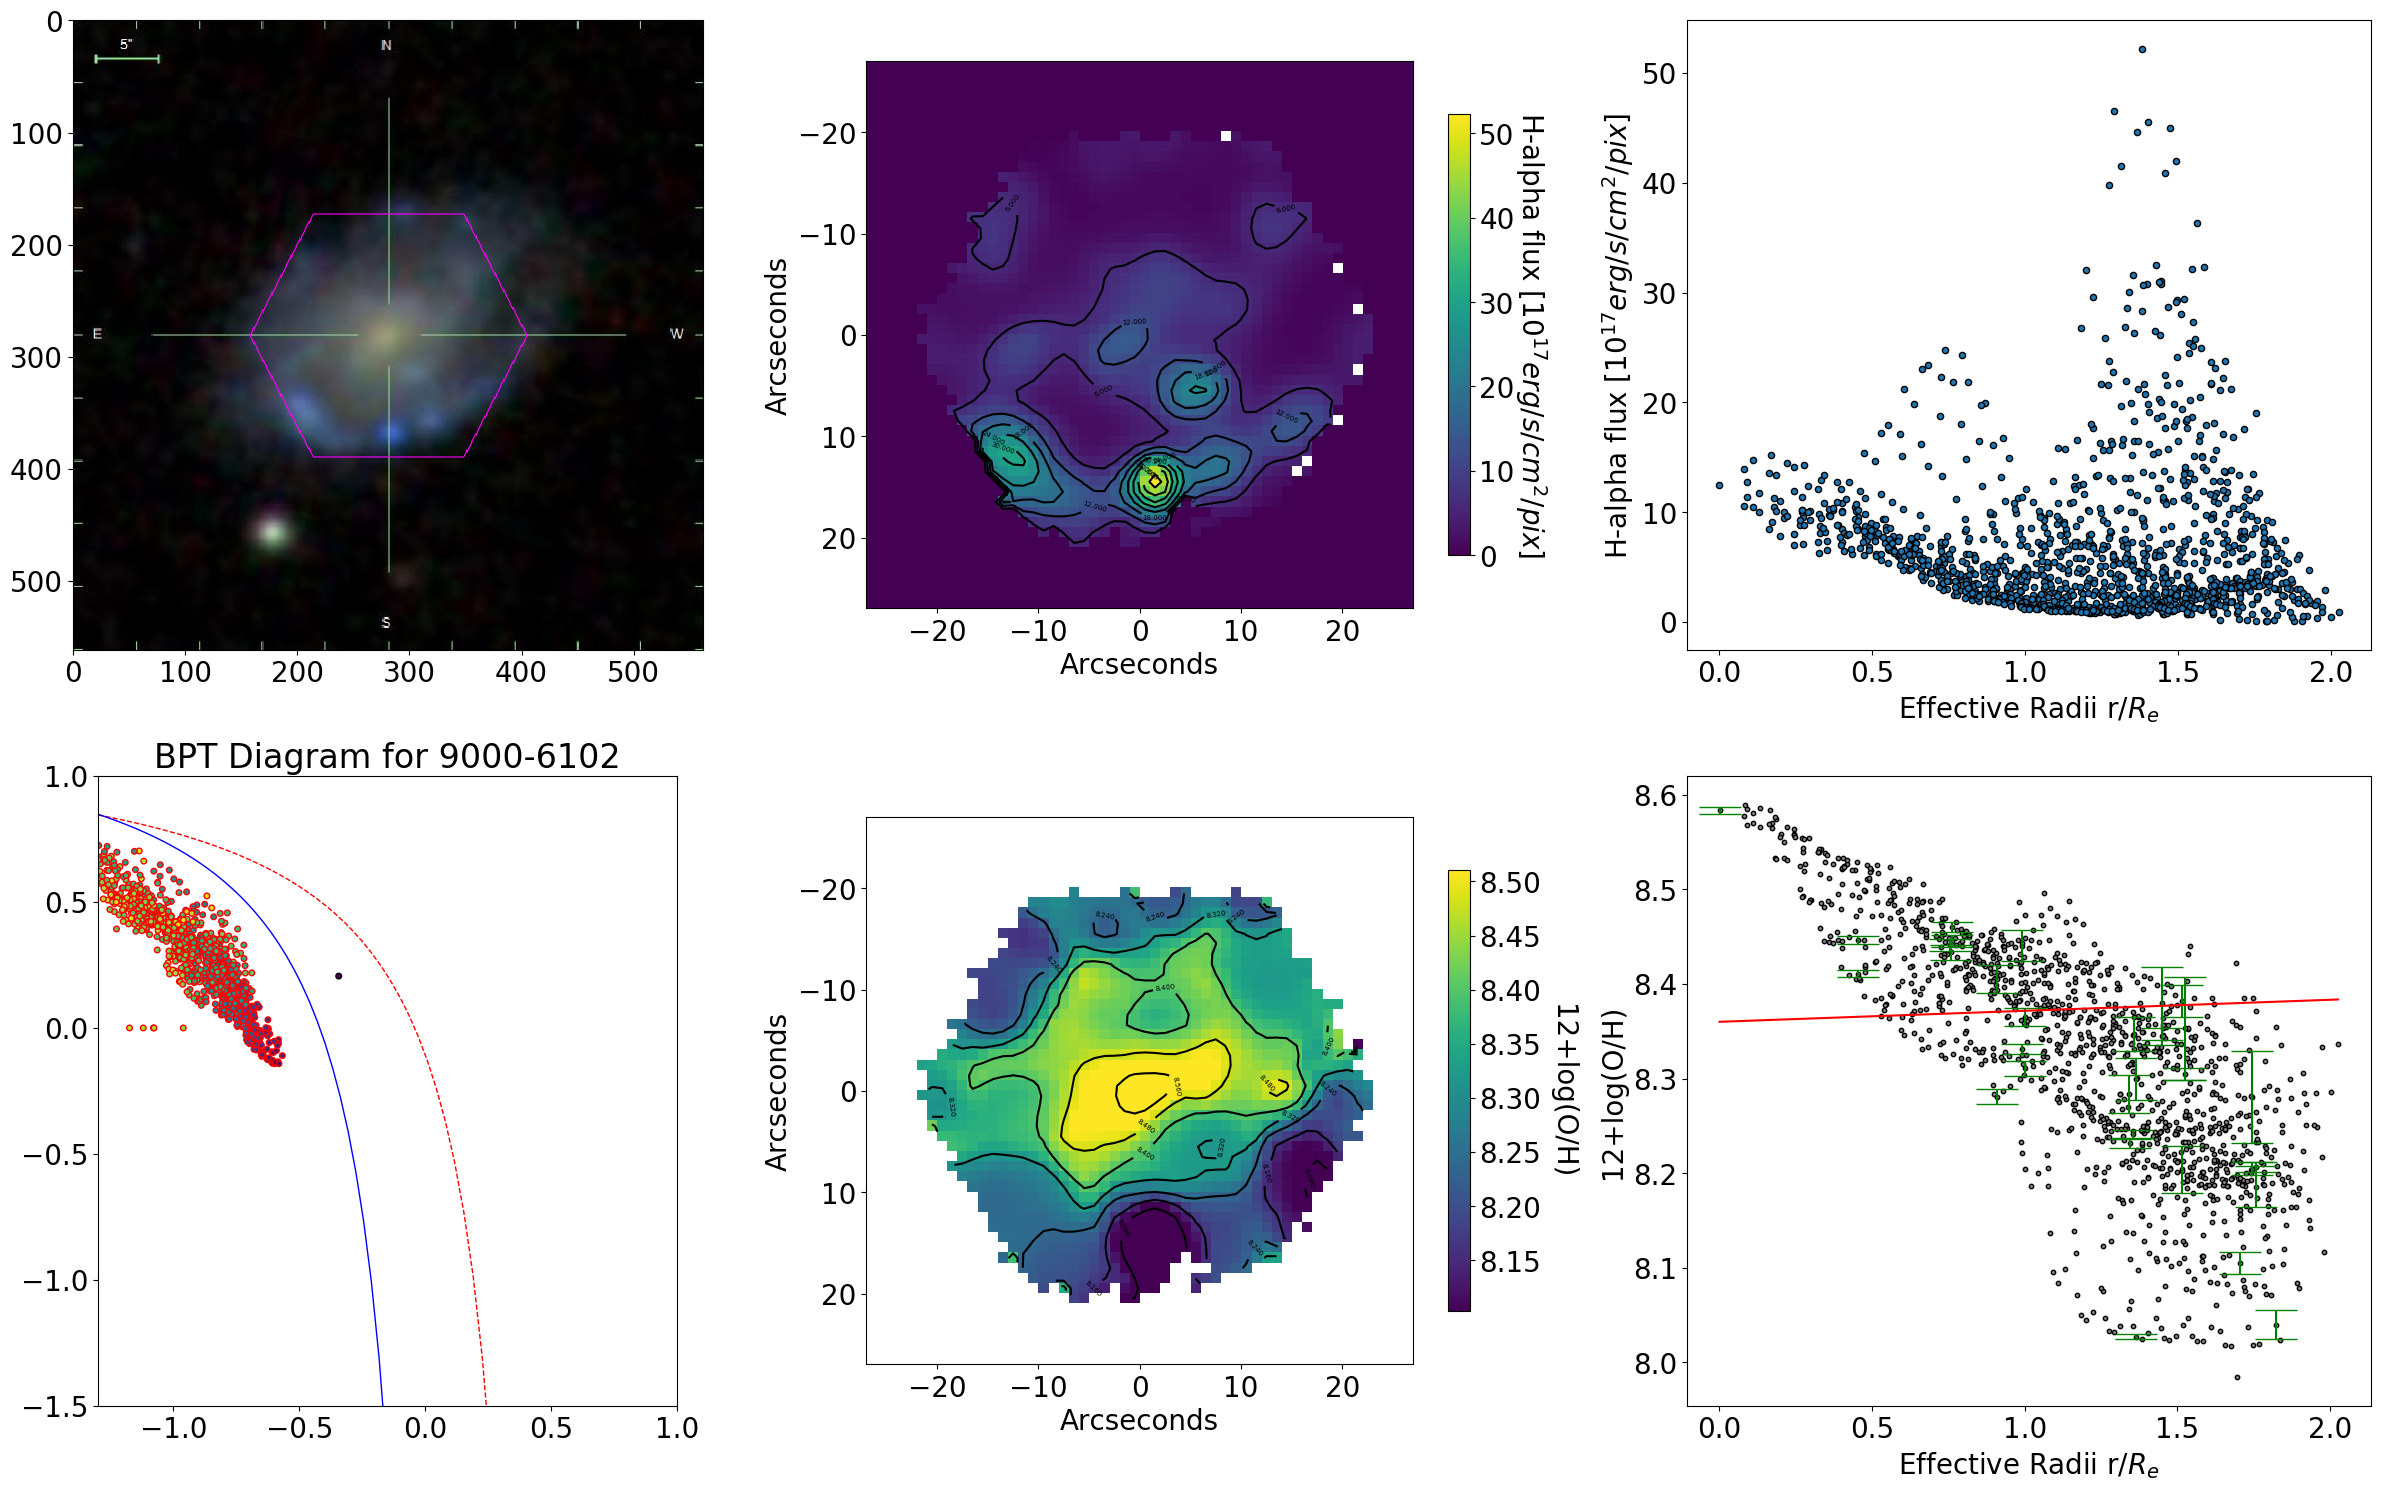 0
100
200
300
400
500
0 100 200 300 400 500
5"
N
E
W
S
−20
−10
0
10
20
Arcseconds
−20 −10 0 10 20
Arcseconds
50
40
30
20
10
0
H-alpha flux [10^17 erg/s/cm^2/pix]
50
40
30
20
10
0
H-alpha flux [10^17 erg/s/cm^2/pix]
0.0 0.5 1.0 1.5 2.0
Effective Radii r/R_e
BPT Diagram for 9000-6102
1.0
0.5
0.0
−0.5
−1.0
−1.5
−1.0 −0.5 0.0 0.5 1.0
−20
−10
0
10
20
Arcseconds
−20 −10 0 10 20
Arcseconds
8.50
8.45
8.40
8.35
8.30
8.25
8.20
8.15
12+log(O/H)
8.6
8.5
8.4
8.3
8.2
8.1
8.0
12+log(O/H)
0.0 0.5 1.0 1.5 2.0
Effective Radii r/R_e